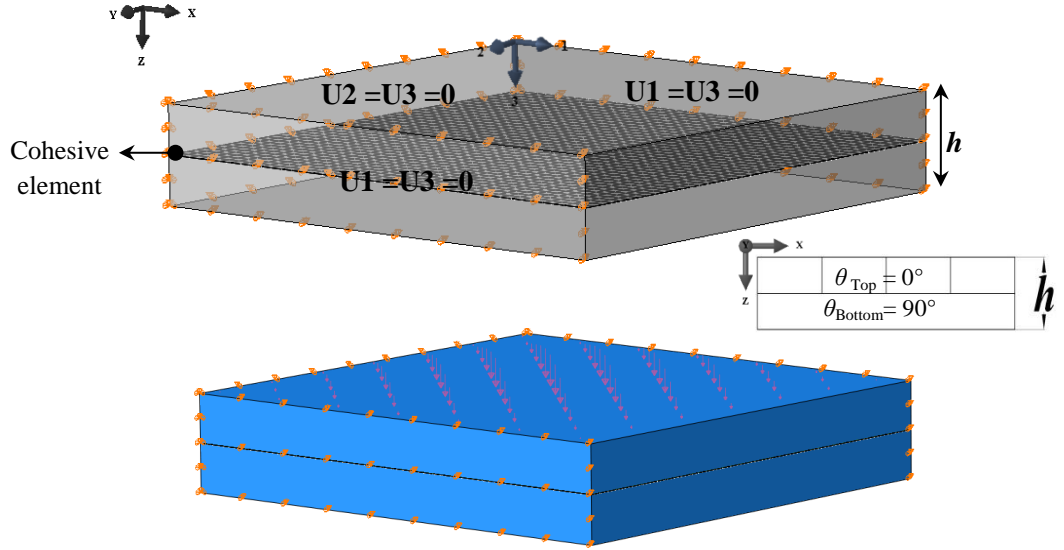 Y
X
Z
2
1
3
U2 =U3 =0
U1 =U3 =0
h
Cohesive
element
U1 =U3 =0
Y
X
Z
θTop = 0°
θBottom= 90°
h